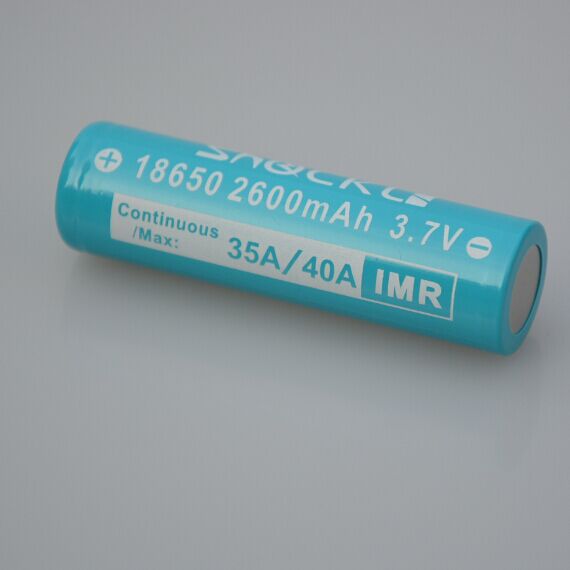 18650 2600mAh 3.7V
Continuous
/Max:
35A/40A
IMR